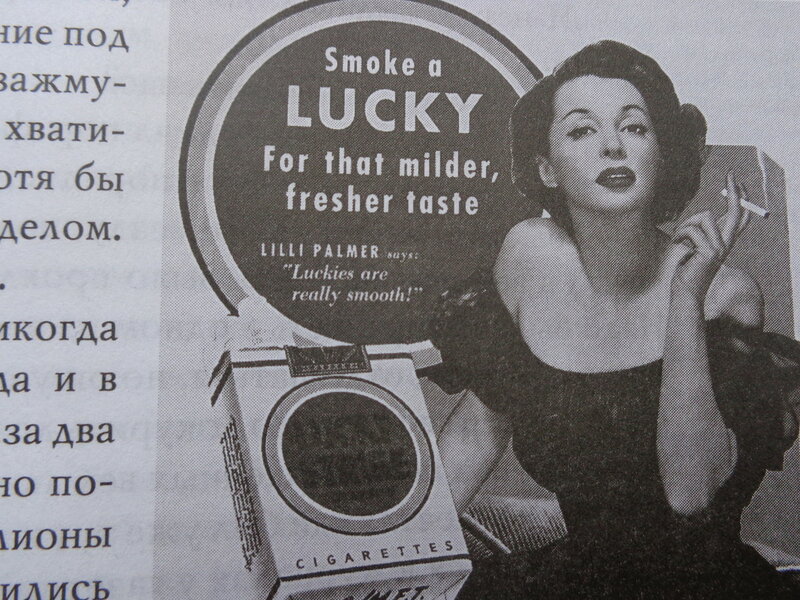 ние под
зажму-
хвати-
отя бы
делом.
икогда
да и в
за два
но по-
лионы
ились
Smoke a
LUCKY
For that milder,
fresher taste
LILLI PALMER says:
"Luckies are
really smooth!"
CIGARETTES